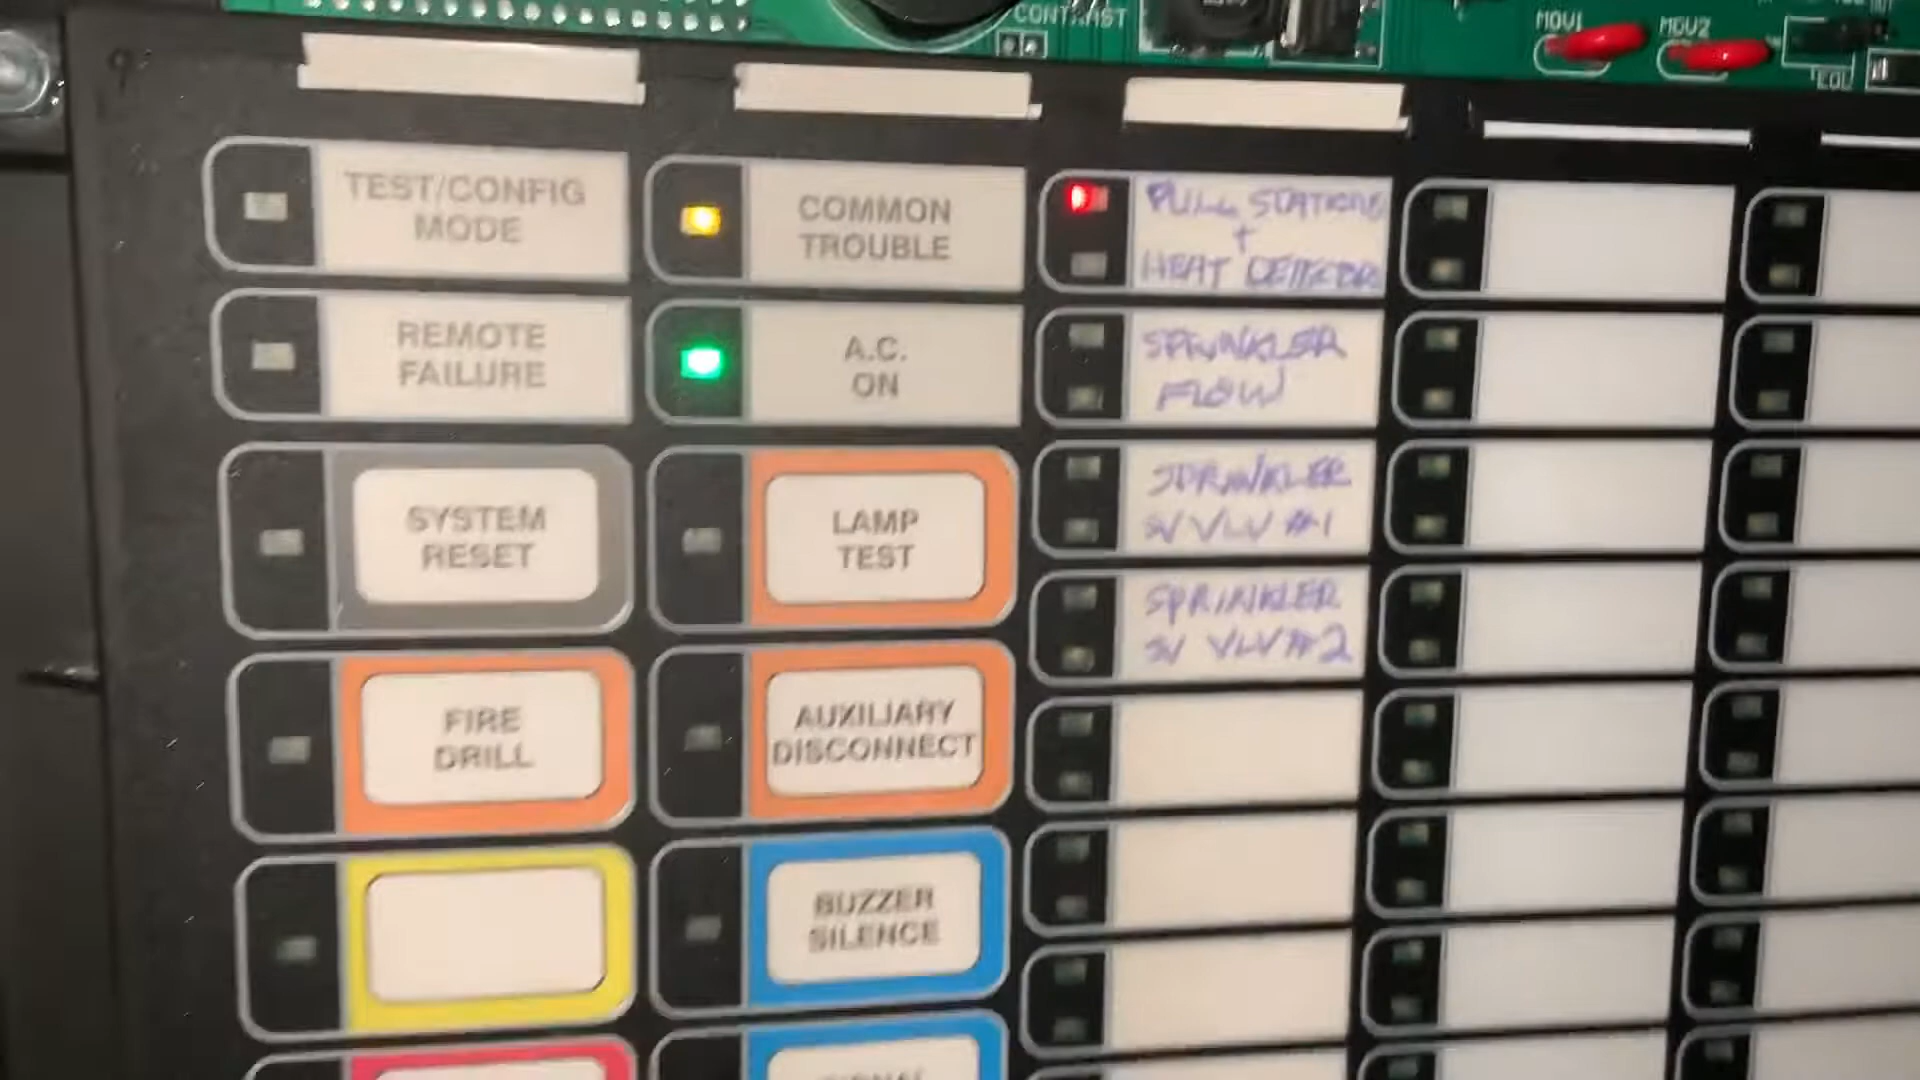 CONTRAST
MOV1
MOV2
EOL
TEST/CONFIG
MODE
COMMON
TROUBLE
PULL STATIONS
+
HEAT DETECTORS
REMOTE
FAILURE
A.C.
ON
SPRINKLER
FLOW
SYSTEM
RESET
LAMP
TEST
SPRINKLER
SV VLV #1
SPRINKLER
SV VLV #2
FIRE
DRILL
AUXILIARY
DISCONNECT
BUZZER
SILENCE